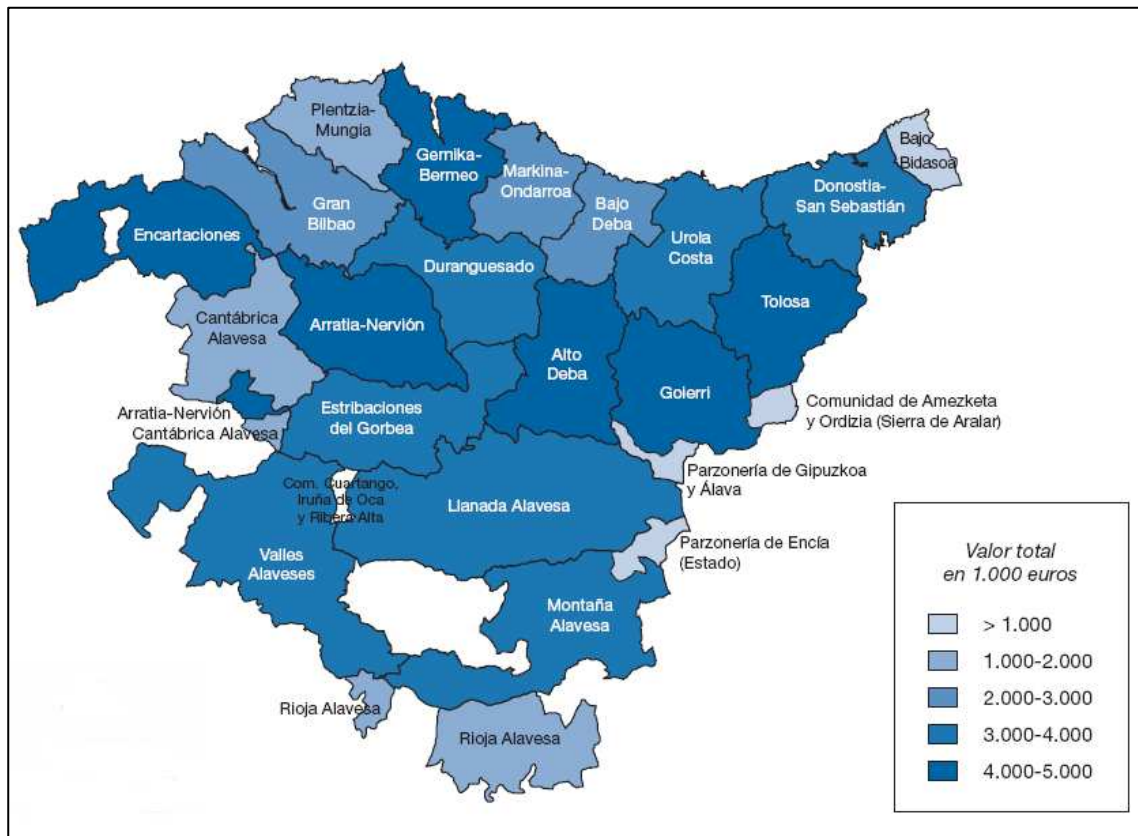 Plentzia-
Mungia
Gernika-
Bermeo
Markina-
Ondarroa
Bajo
Bidasoa
Gran
Bilbao
Bajo
Deba
Donostia-
San Sebastián
Encartaciones
Urola
Costa
Duranguesado
Tolosa
Cantábrica
Alavesa
Arratia-Nervión
Alto
Deba
Goierri
Comunidad de Amezketa
y Ordizia (Sierra de Aralar)
Arratia-Nervión
Cantábrica Alavesa
Estribaciones
del Gorbea
Parzonería de Gipuzkoa
y Álava
Com. Cuartango,
Iruña de Oca
y Ribera Alta
Llanada Alavesa
Parzonería de Encía
(Estado)
Valles
Alaveses
Montaña
Alavesa
Rioja Alavesa
Rioja Alavesa
Valor total
en 1.000 euros
> 1.000
1.000-2.000
2.000-3.000
3.000-4.000
4.000-5.000